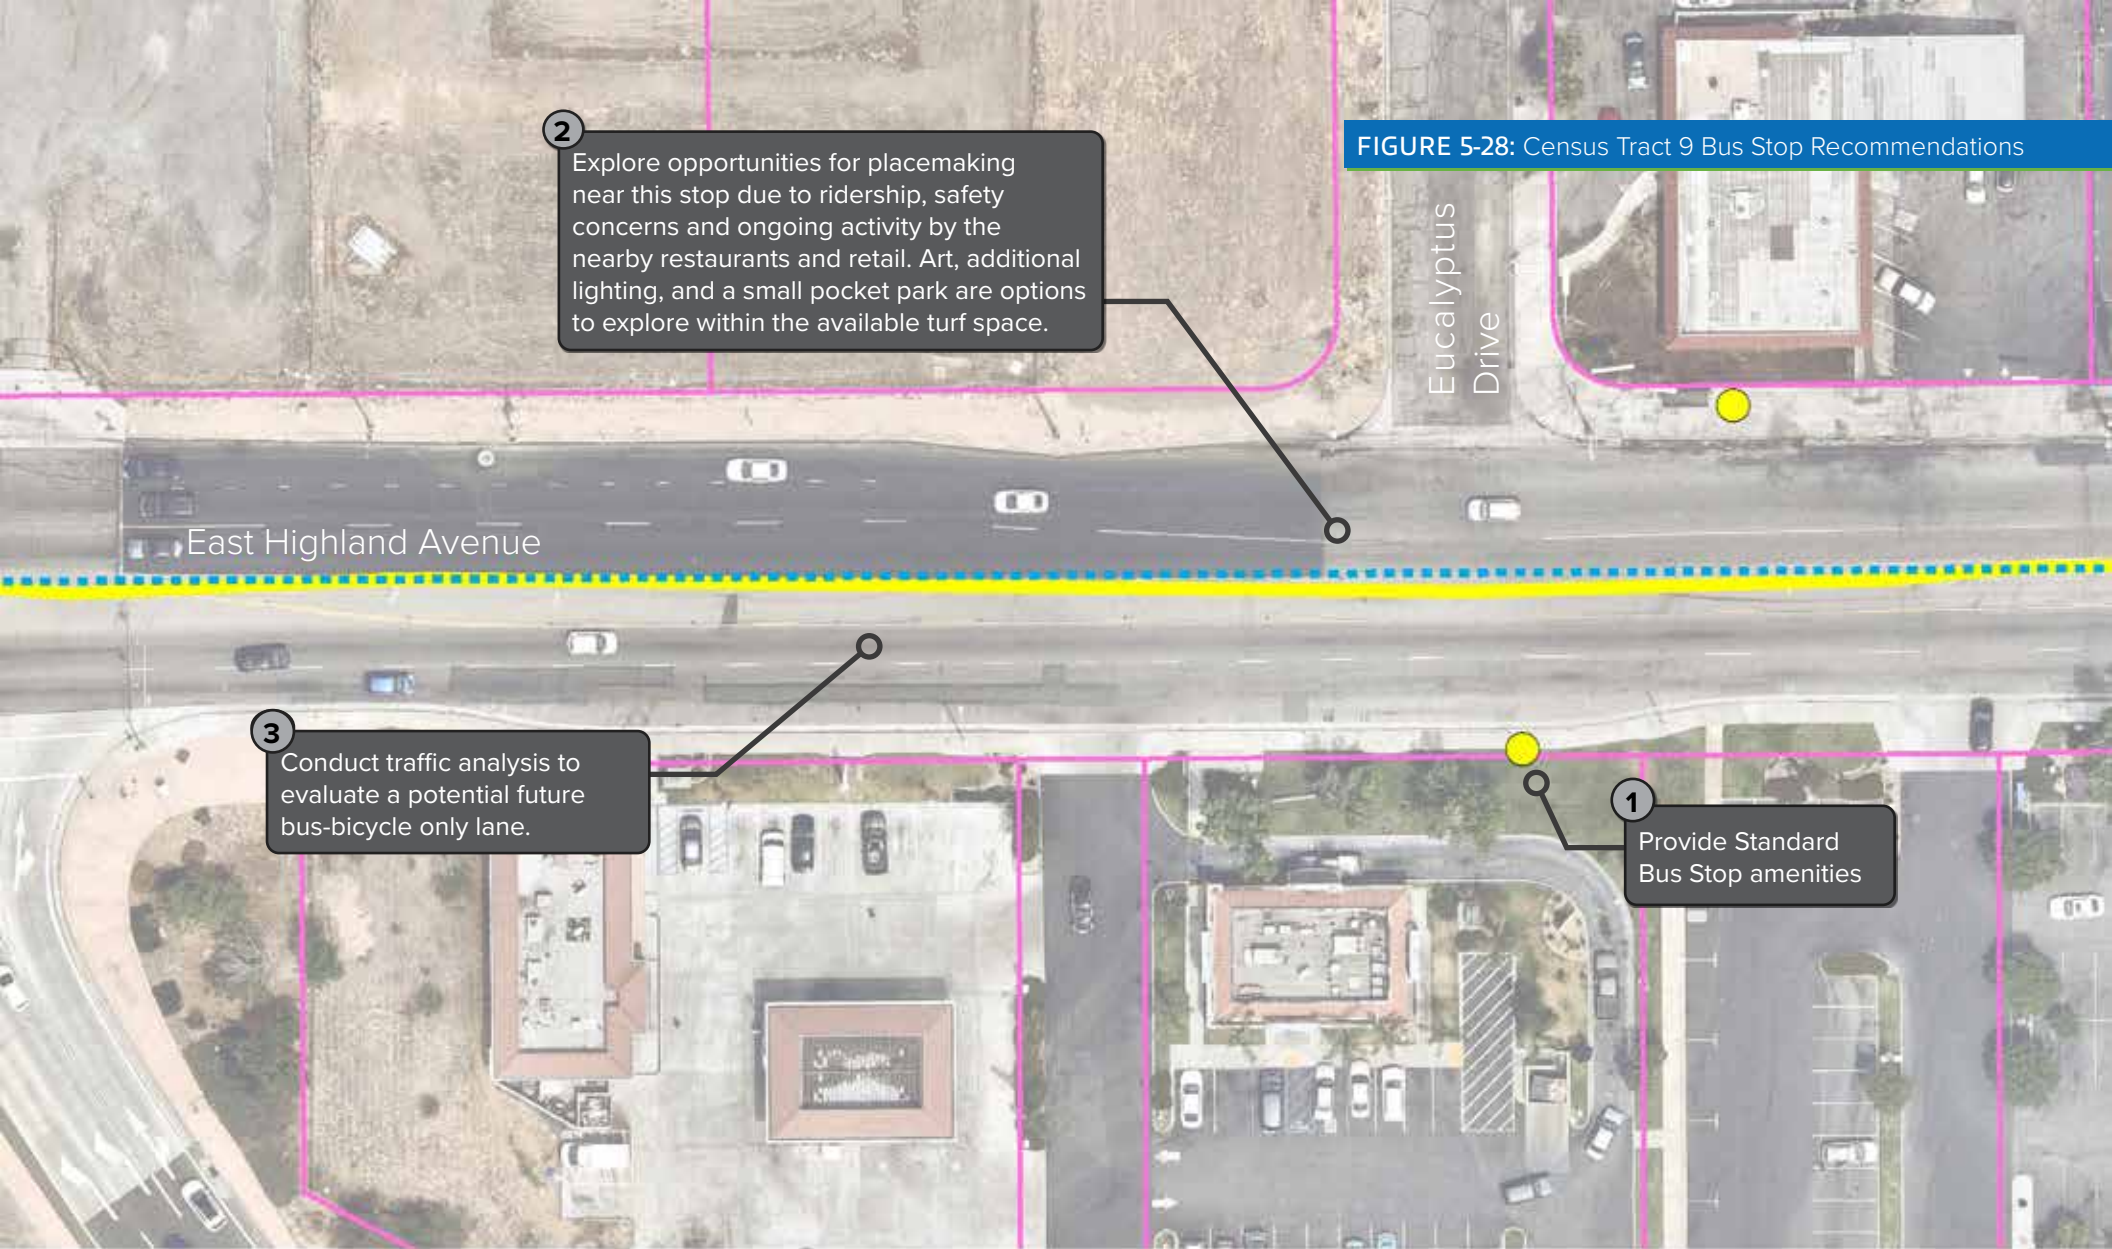 FIGURE 5-28: Census Tract 9 Bus Stop Recommendations
2
Explore opportunities for placemaking
near this stop due to ridership, safety
concerns and ongoing activity by the
nearby restaurants and retail. Art, additional
lighting, and a small pocket park are options
to explore within the available turf space.
Eucalyptus
Drive
East Highland Avenue
3
Conduct traffic analysis to
evaluate a potential future
bus-bicycle only lane.
1
Provide Standard
Bus Stop amenities